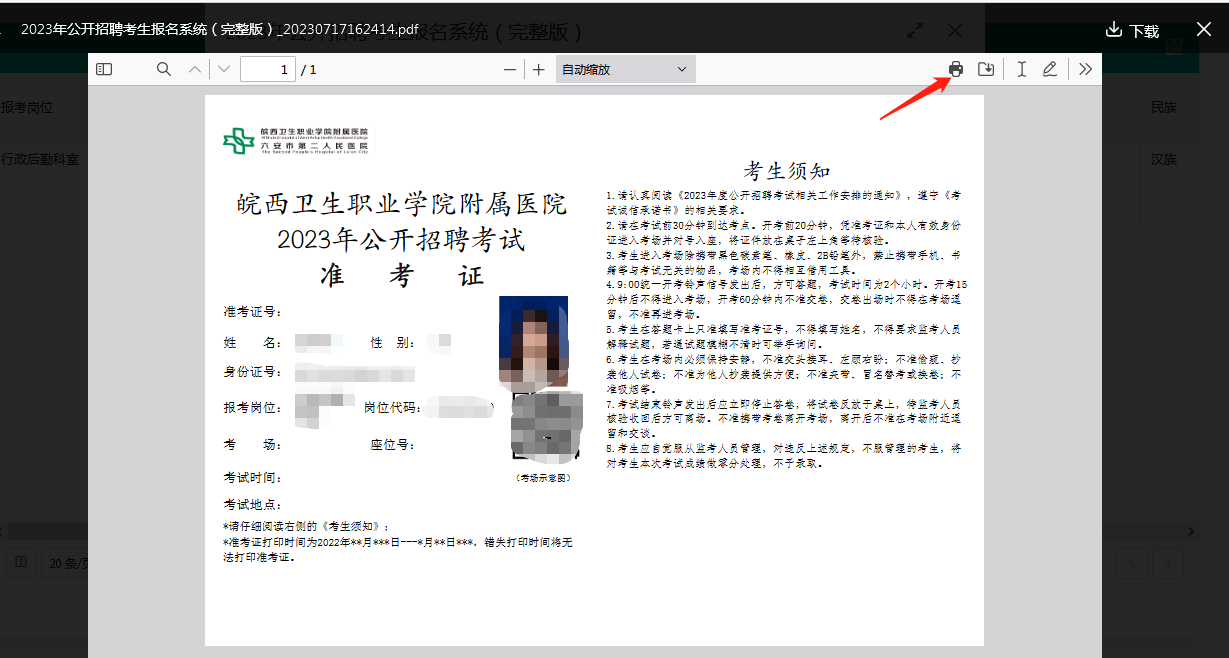 2023年公开招聘考生报名系统（完整版）_20230717162414.pdf
下载
1 / 1
自动缩放
报考岗位
民族
行政后勤科室
汉族
皖西卫生职业学院附属医院
六安市第二人民医院
The Second People's Hospital of Lu'an City
皖西卫生职业学院附属医院
2023年公开招聘考试
准 考 证
准考证号：
姓 名：
性 别：
身份证号：
报考岗位：
岗位代码：
考 场：
座位号：
（考场示意图）
考试时间：
考试地点：
*请仔细阅读右侧的《考生须知》；
*准考证打印时间为2022年**月***日---*月**日***，错失打印时间将无
法打印准考证。
考生须知
1.请认真阅读《2023年度公开招聘考试相关工作安排的通知》，遵守《考
试诚信承诺书》的相关要求。
2.请在考试前30分钟到达考点。开考前20分钟，凭准考证和本人有效身份
证进入考场并对号入座，将证件放在桌子左上角等待核验。
3.考生进入考场除携带黑色碳素笔、橡皮、2B铅笔外，禁止携带手机、书
籍等与考试无关的物品，考场内不得相互借用工具。
4.9:00统一开考铃声信号发出后，方可答题，考试时间为2个小时。开考15
分钟后不得进入考场，开考60分钟内不准交卷，交卷出场时不得在考场逗
留，不准再进考场。
5.考生在答题卡上只准填写准考证号，不得填写姓名，不得要求监考人员
解释试题，若遇试题模糊不清时可举手询问。
6.考生在考场内必须保持安静，不准交头接耳、左顾右盼；不准偷窥、抄
袭他人试卷；不准为他人抄袭提供方便；不准夹带、冒名替考或换卷；不
准吸烟等。
7.考试结束铃声发出后应立即停止答卷，将试卷反放于桌上，待监考人员
核验收回后方可离场。不准携带考卷离开考场，离开后不准在考场附近逗
留和交谈。
8.考生应自觉服从监考人员管理，对违反上述规定，不服管理的考生，将
对考生本次考试成绩做零分处理，不予录取。
20 条/页